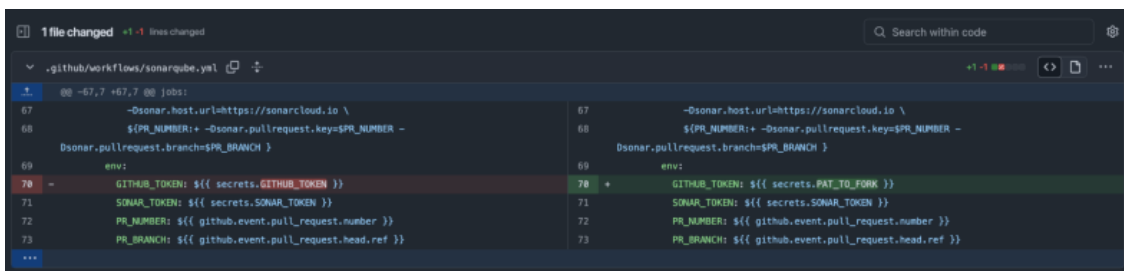 1 file changed +1 -1 lines changed
Search within code
.github/workflows/sonarqube.yml
+1 -1
@@ -67,7 +67,7 @@ jobs:
67 -Dsonar.host.url=https://sonarcloud.io \
68 ${PR_NUMBER:+ -Dsonar.pullrequest.key=$PR_NUMBER -
Dsonar.pullrequest.branch=$PR_BRANCH }
69 env:
70 - GITHUB_TOKEN: ${{ secrets.GITHUB_TOKEN }}
71 SONAR_TOKEN: ${{ secrets.SONAR_TOKEN }}
72 PR_NUMBER: ${{ github.event.pull_request.number }}
73 PR_BRANCH: ${{ github.event.pull_request.head.ref }}
67 -Dsonar.host.url=https://sonarcloud.io \
68 ${PR_NUMBER:+ -Dsonar.pullrequest.key=$PR_NUMBER -
Dsonar.pullrequest.branch=$PR_BRANCH }
69 env:
70 + GITHUB_TOKEN: ${{ secrets.PAT_TO_FORK }}
71 SONAR_TOKEN: ${{ secrets.SONAR_TOKEN }}
72 PR_NUMBER: ${{ github.event.pull_request.number }}
73 PR_BRANCH: ${{ github.event.pull_request.head.ref }}